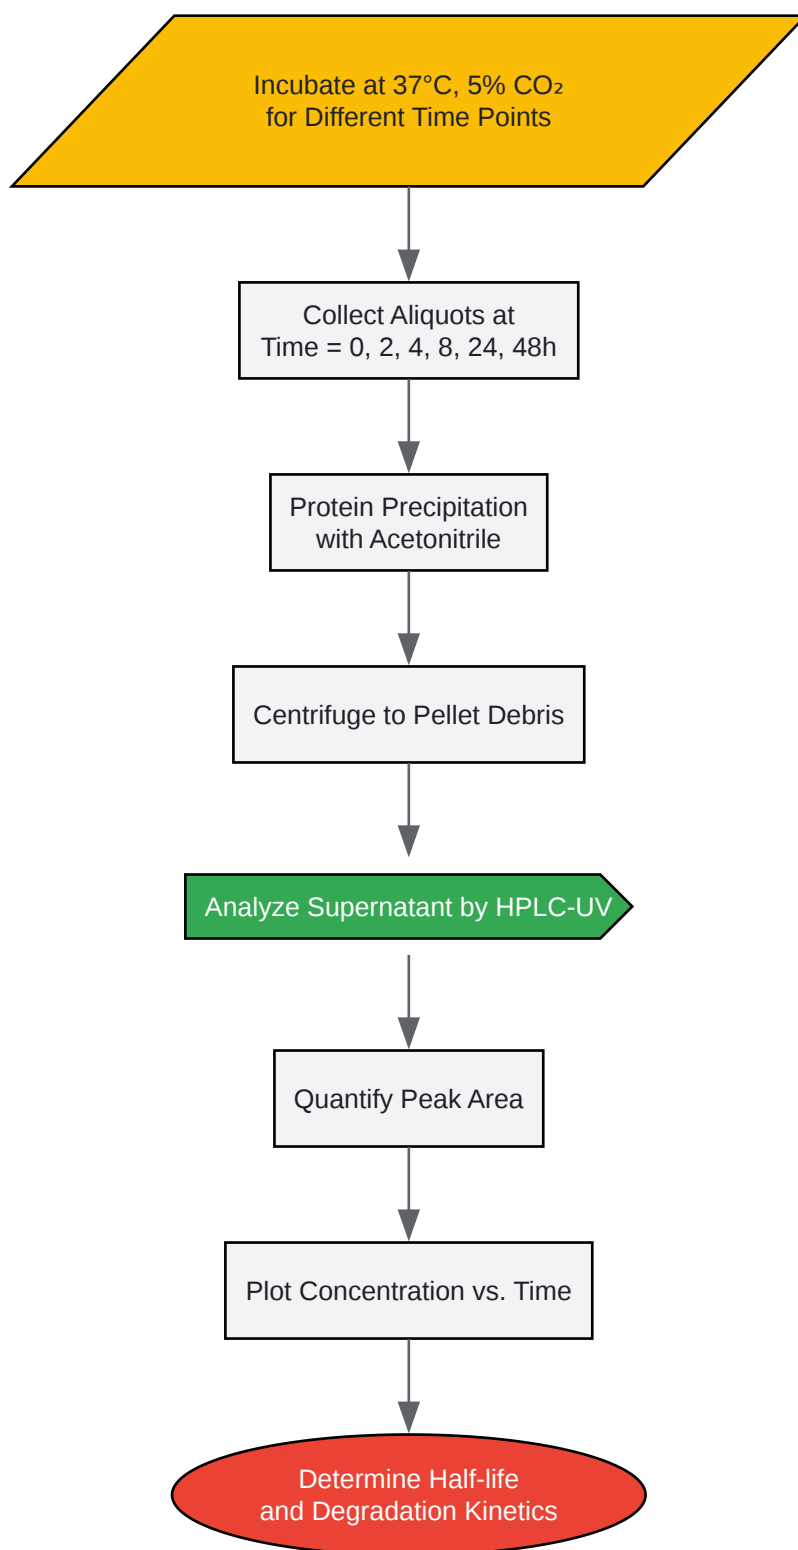 Incubate at 37°C, 5% CO₂
for Different Time Points
Collect Aliquots at
Time = 0, 2, 4, 8, 24, 48h
Protein Precipitation
with Acetonitrile
Centrifuge to Pellet Debris
Analyze Supernatant by HPLC-UV
Quantify Peak Area
Plot Concentration vs. Time
Determine Half-life
and Degradation Kinetics